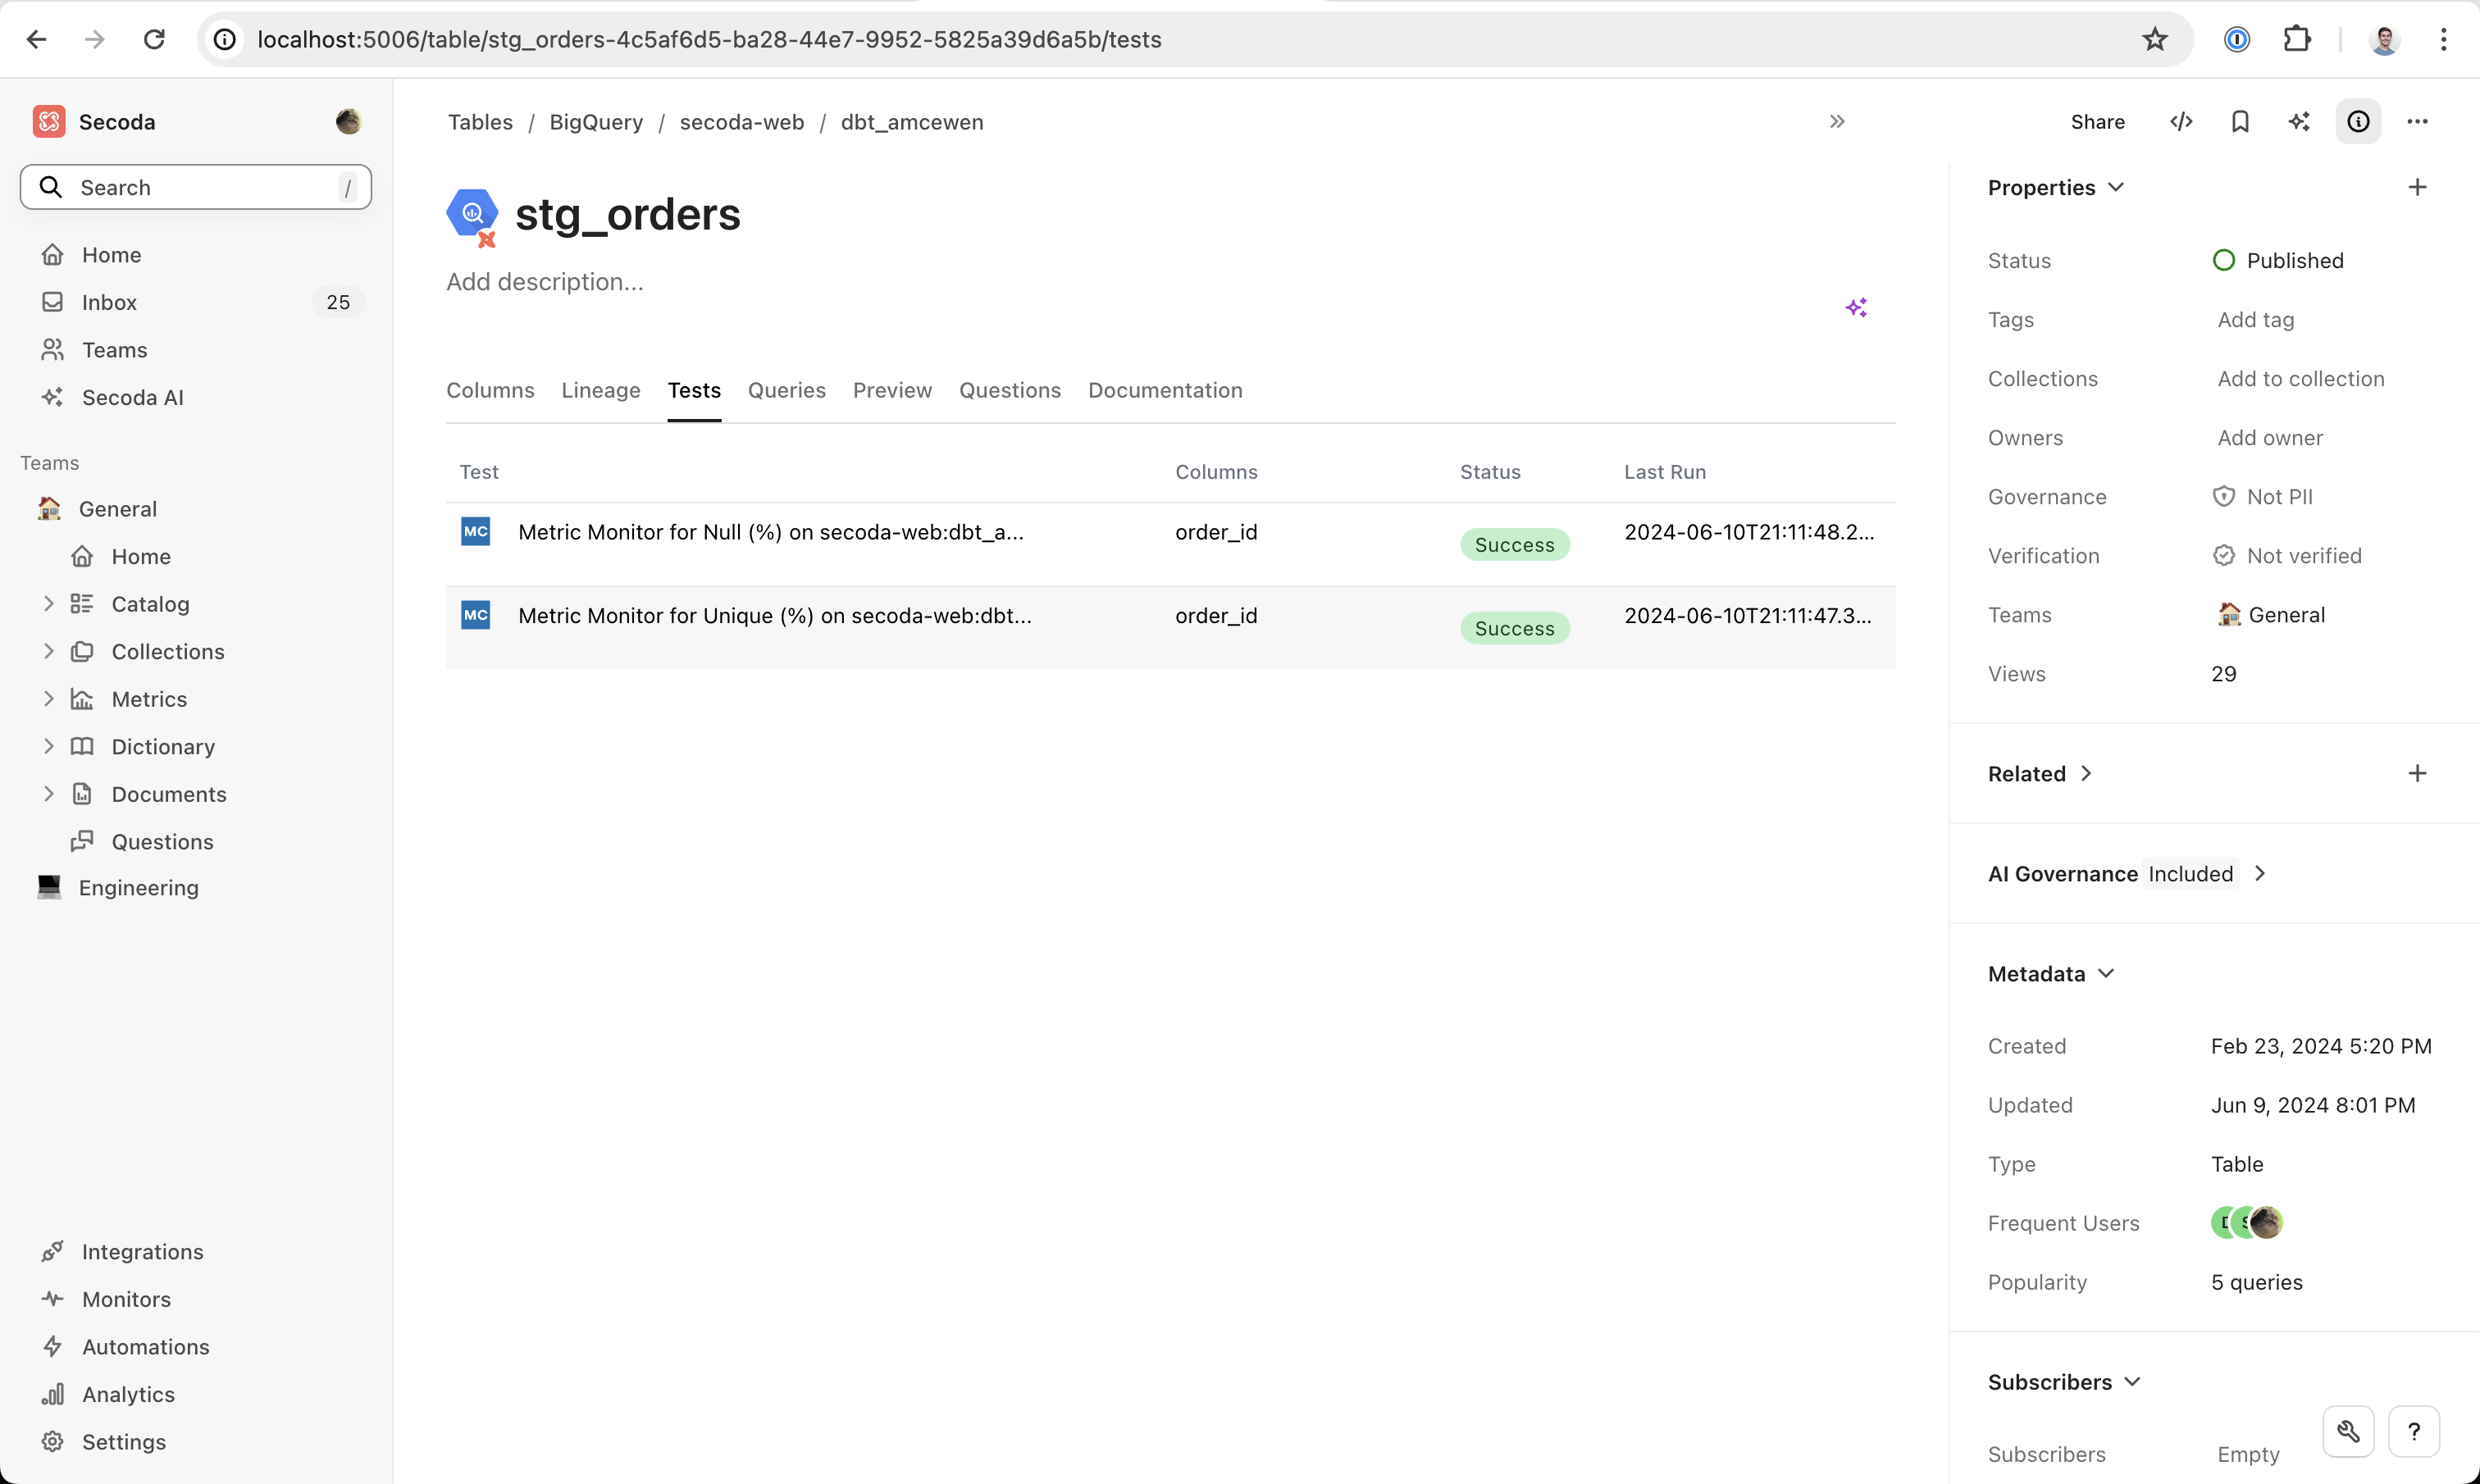 localhost:5006/table/stg_orders-4c5af6d5-ba28-44e7-9952-5825a39d6a5b/tests
Secoda
Search /
Home
Inbox 25
Teams
Secoda AI
Teams
General
Home
Catalog
Collections
Metrics
Dictionary
Documents
Questions
Engineering
Integrations
Monitors
Automations
Analytics
Settings
Tables / BigQuery / secoda-web / dbt_amcewen
Share
stg_orders
Add description...
Columns Lineage Tests Queries Preview Questions Documentation
Test Columns Status Last Run
MC Metric Monitor for Null (%) on secoda-web:dbt_a... order_id Success 2024-06-10T21:11:48.2...
MC Metric Monitor for Unique (%) on secoda-web:dbt... order_id Success 2024-06-10T21:11:47.3...
Properties
Status Published
Tags Add tag
Collections Add to collection
Owners Add owner
Governance Not PII
Verification Not verified
Teams General
Views 29
Related
AI Governance Included
Metadata
Created Feb 23, 2024 5:20 PM
Updated Jun 9, 2024 8:01 PM
Type Table
Frequent Users
Popularity 5 queries
Subscribers
Subscribers Empty
?